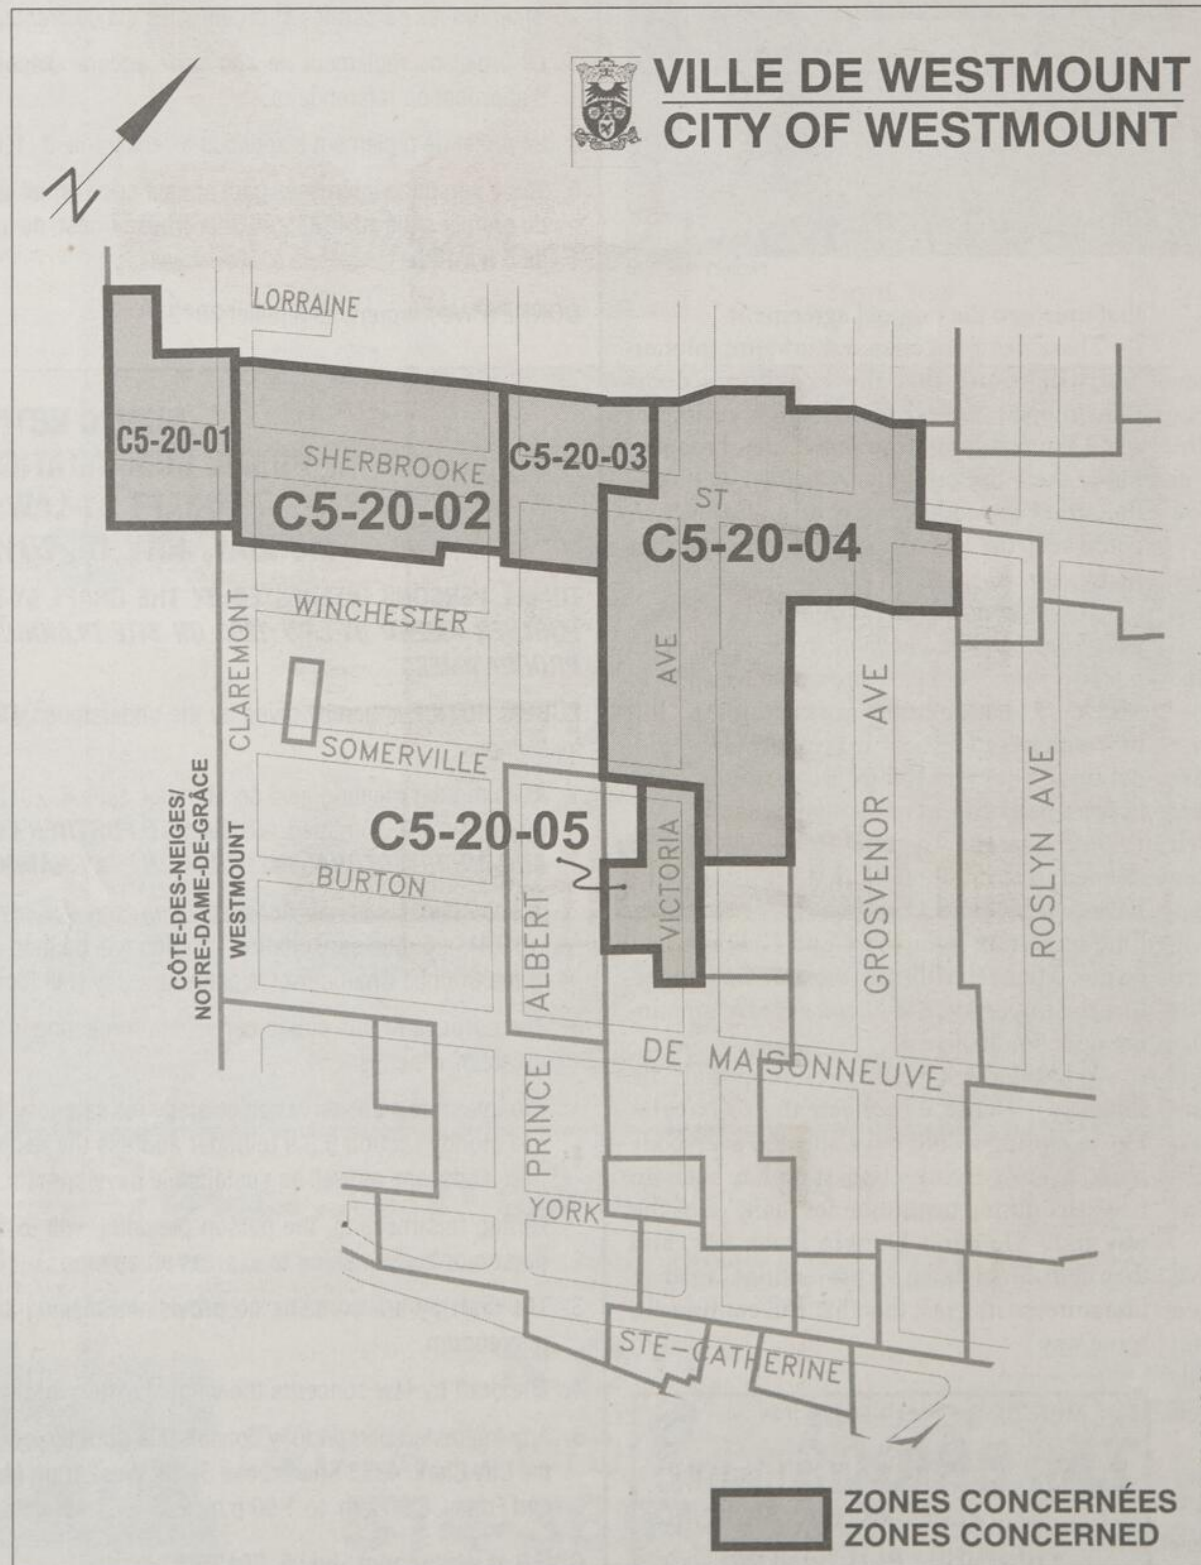 VILLE DE WESTMOUNT
CITY OF WESTMOUNT
N
LORRAINE
C5-20-01
SHERBROOKE
C5-20-02
C5-20-03
ST
C5-20-04
WINCHESTER
CLAREMONT
AVE
SOMERVILLE
CÔTE-DES-NEIGES/
NOTRE-DAME-DE-GRÂCE
WESTMOUNT
C5-20-05
BURTON
VICTORIA
PRINCE ALBERT
GROSVENOR AVE
ROSLYN AVE
DE MAISONNEUVE
YORK
STE-CATHERINE
ZONES CONCERNÉES
ZONES CONCERNED